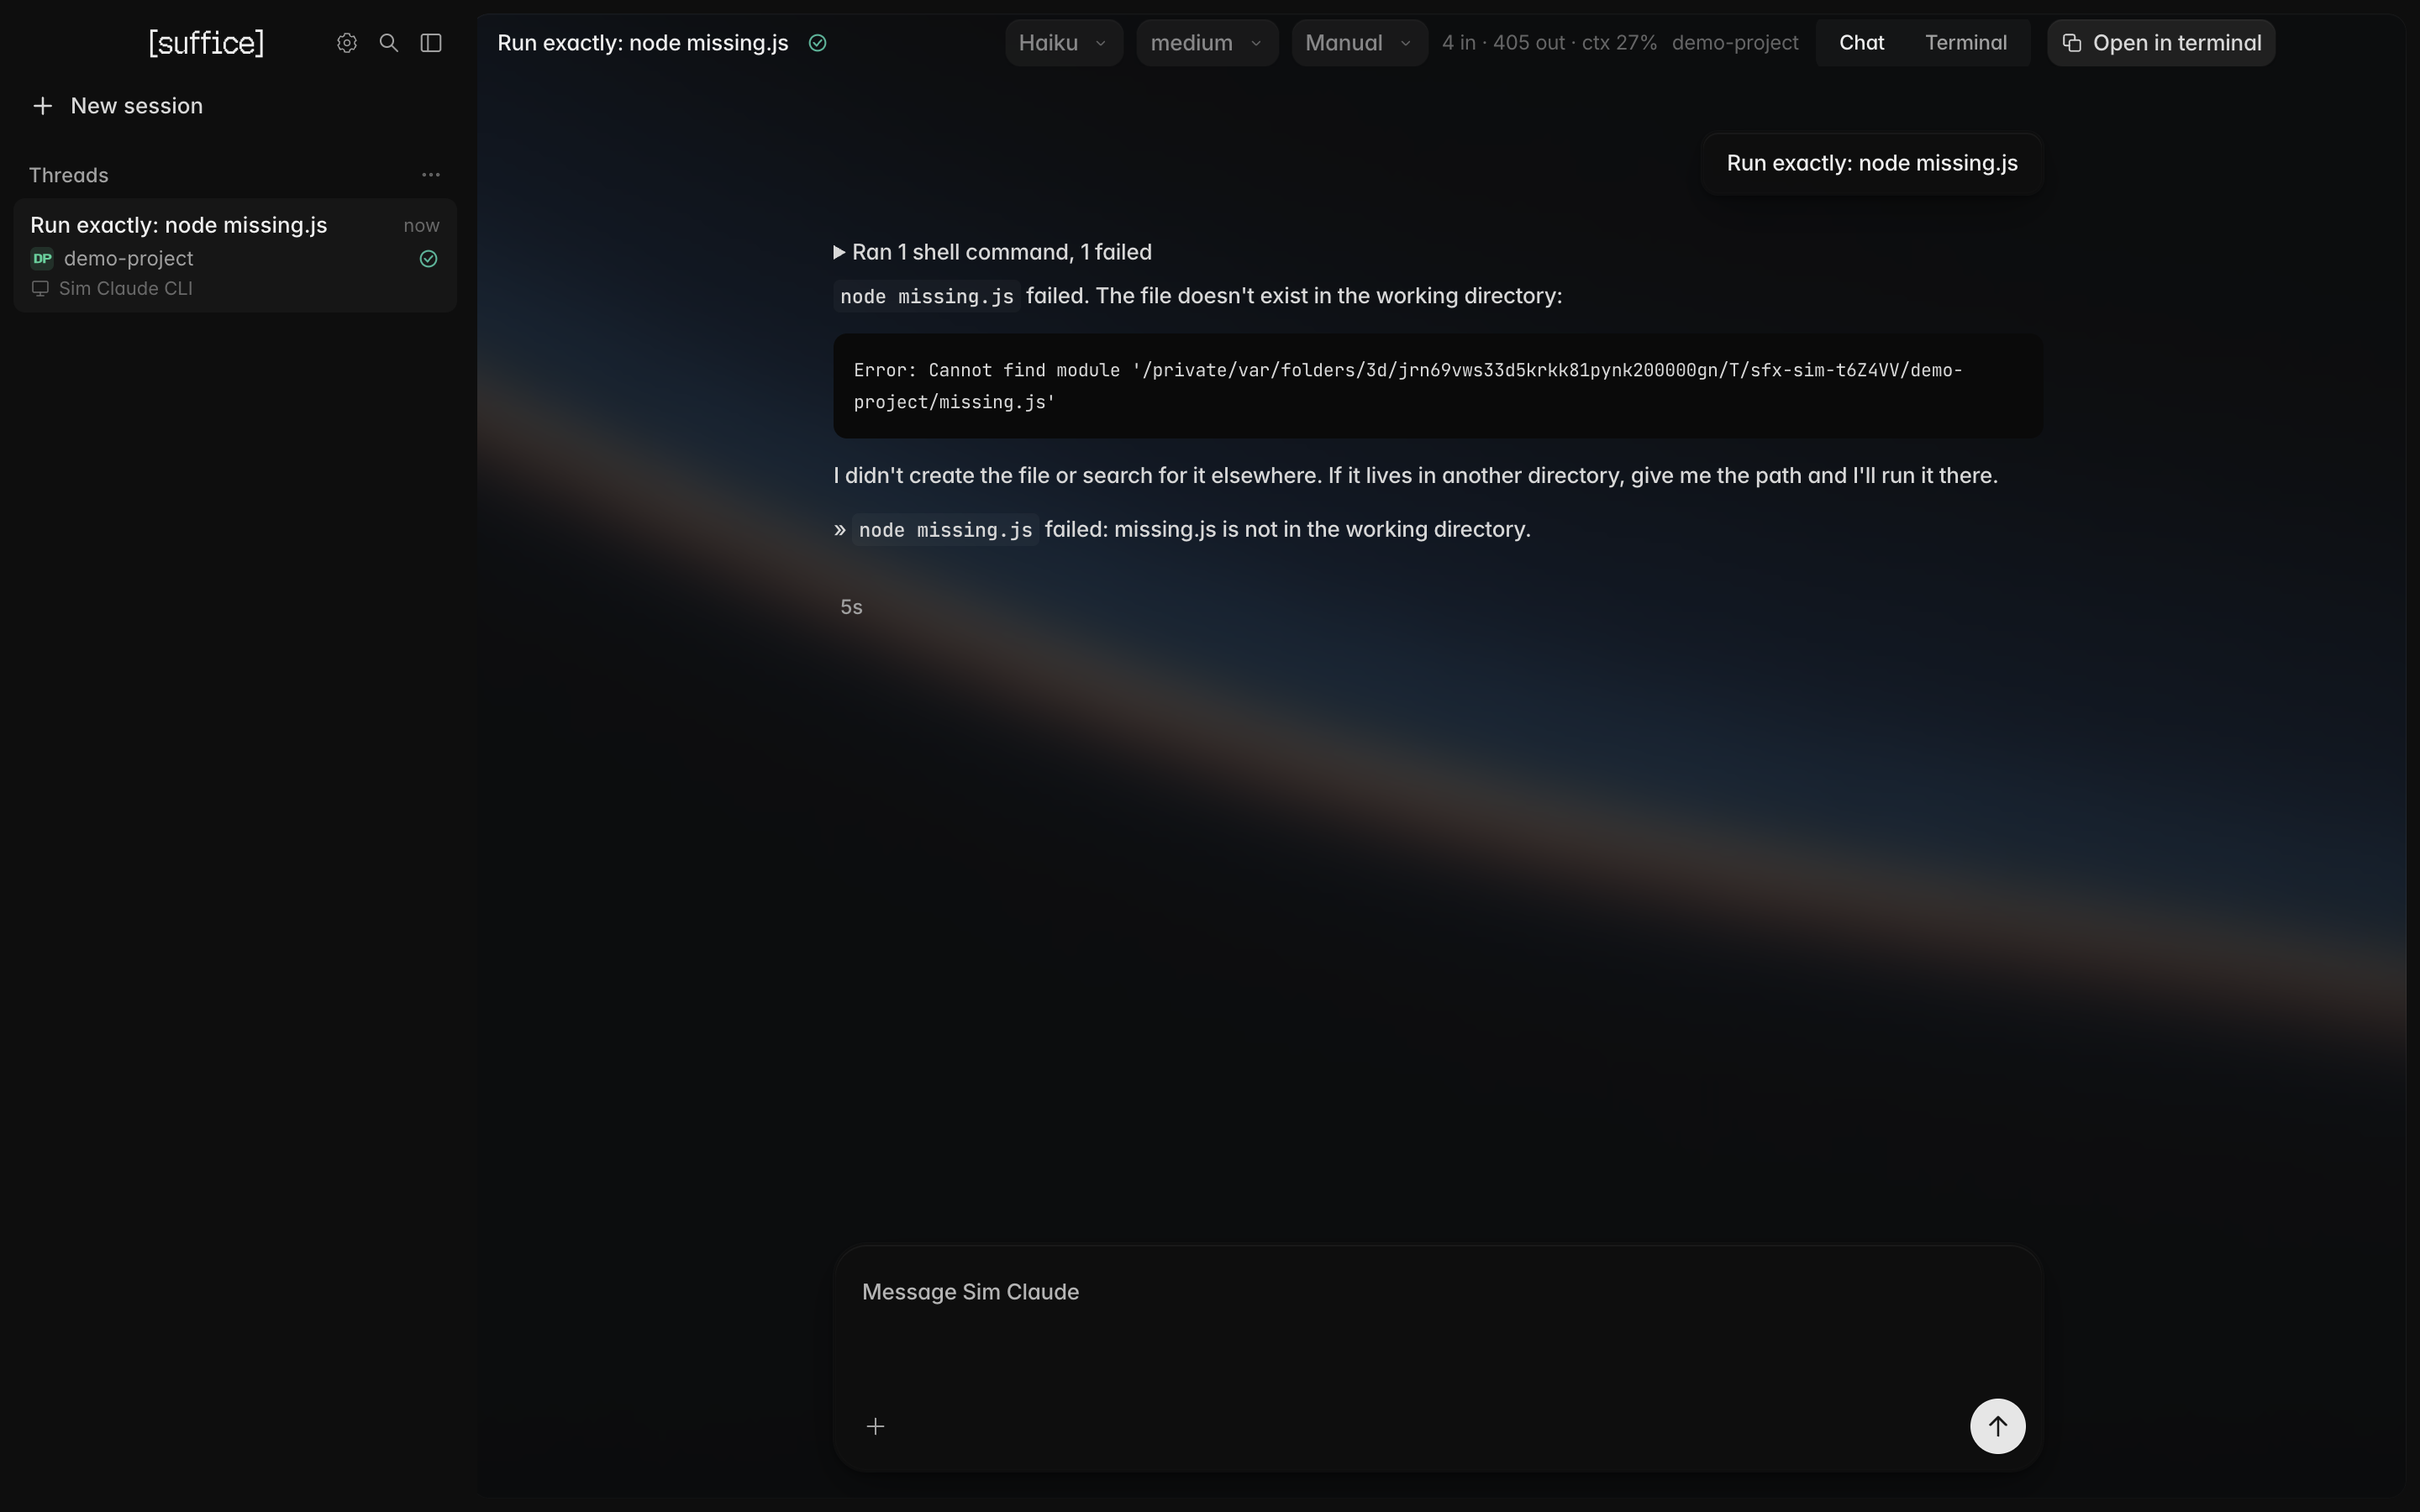 [suffice]
New session
Threads
Run exactly: node missing.js now
DP demo-project
Sim Claude CLI
Run exactly: node missing.js
Haiku medium Manual 4 in · 405 out · ctx 27% demo-project Chat Terminal Open in terminal
Run exactly: node missing.js
▶ Ran 1 shell command, 1 failed
node missing.js failed. The file doesn't exist in the working directory:
Error: Cannot find module '/private/var/folders/3d/jrn69vws33d5krkk81pynk200000gn/T/sfx-sim-t6Z4VV/demo-
project/missing.js'
I didn't create the file or search for it elsewhere. If it lives in another directory, give me the path and I'll run it there.
» node missing.js failed: missing.js is not in the working directory.
5s
Message Sim Claude